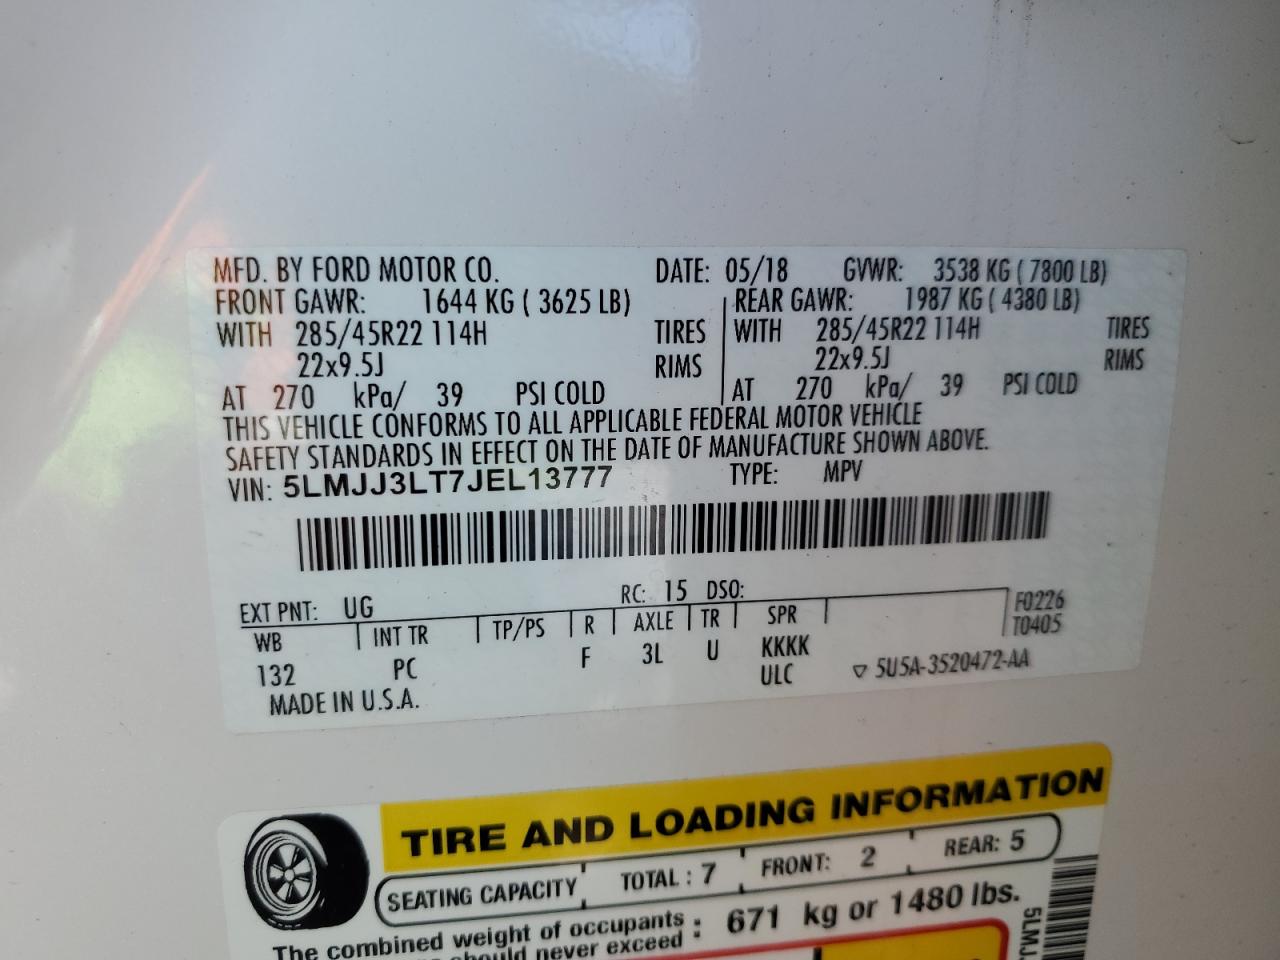 MFD. BY FORD MOTOR CO. DATE: 05/18 GVWR: 3538 KG ( 7800 LB)
FRONT GAWR: 1644 KG ( 3625 LB) REAR GAWR: 1987 KG ( 4380 LB)
WITH 285/45R22 114H TIRES WITH 285/45R22 114H TIRES
22x9.5J RIMS 22x9.5J RIMS
AT 270 kPa/ 39 PSI COLD AT 270 kPa/ 39 PSI COLD
THIS VEHICLE CONFORMS TO ALL APPLICABLE FEDERAL MOTOR VEHICLE
SAFETY STANDARDS IN EFFECT ON THE DATE OF MANUFACTURE SHOWN ABOVE.
VIN: 5LMJJ3LT7JEL13777 TYPE: MPV
EXT PNT: UG RC: 15 DSO: F0226
WB INT TR TP/PS R AXLE TR SPR T0405
132 PC F 3L U KKKK
ULC ▽ 5U5A-3520472-AA
MADE IN U.S.A.
TIRE AND LOADING INFORMATION
SEATING CAPACITY TOTAL : 7 FRONT: 2 REAR: 5
The combined weight of occupants
should never exceed : 671 kg or 1480 lbs.
5LMJ